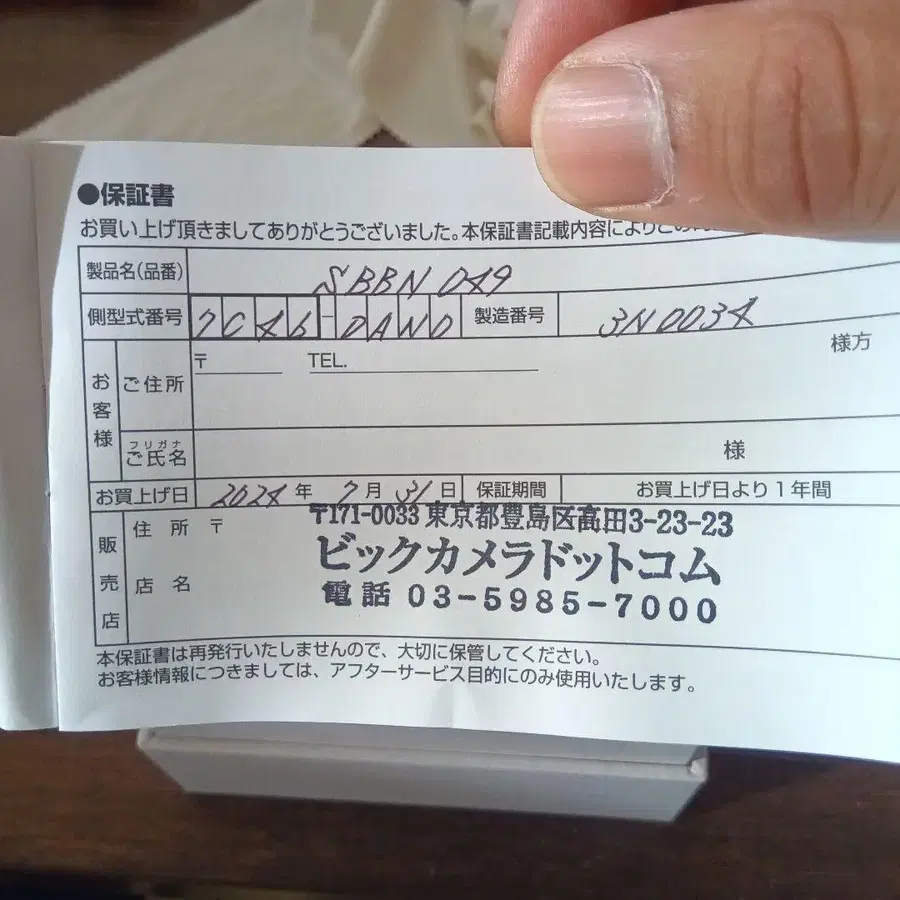 ●保証書
お買い上げ頂きましてありがとうございました。本保証書記載内容により
製品名(品番) SBBN 049
側型式番号 7C46-0AN0 製造番号 3N0034
お客様 ご住所 〒 TEL. 様方
フリガナ
ご氏名 様
お買上げ日 2024年 7月 31日 保証期間 お買上げ日より1年間
販売店 住所 〒 〒171-0033 東京都豊島区高田3-23-23
店名 ビックカメラドットコム
電話 03-5985-7000
本保証書は再発行いたしませんので、大切に保管してください。
お客様情報につきましては、アフターサービス目的にのみ使用いたします。